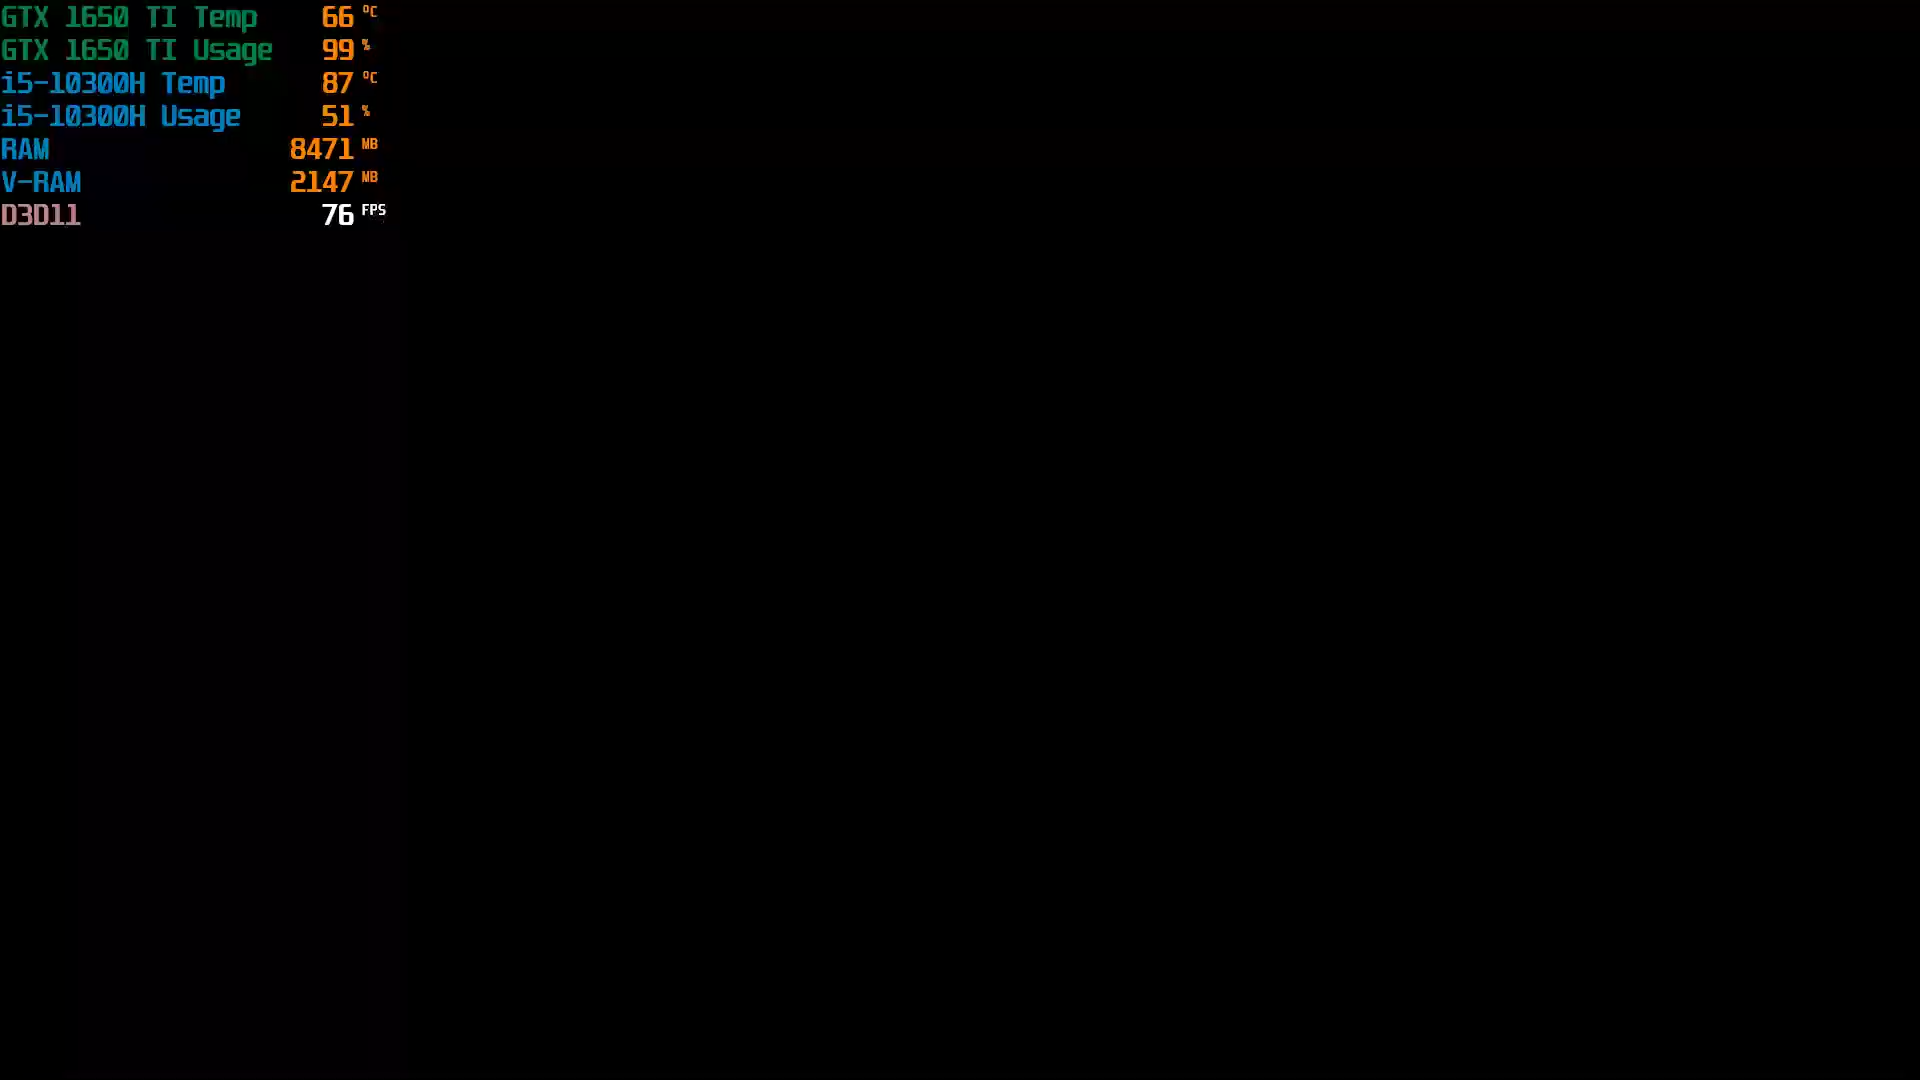 GTX 1650 TI Temp 66 °C
GTX 1650 TI Usage 99 %
i5-10300H Temp 87 °C
i5-10300H Usage 51 %
RAM 8471 MB
V-RAM 2147 MB
D3D11 76 FPS